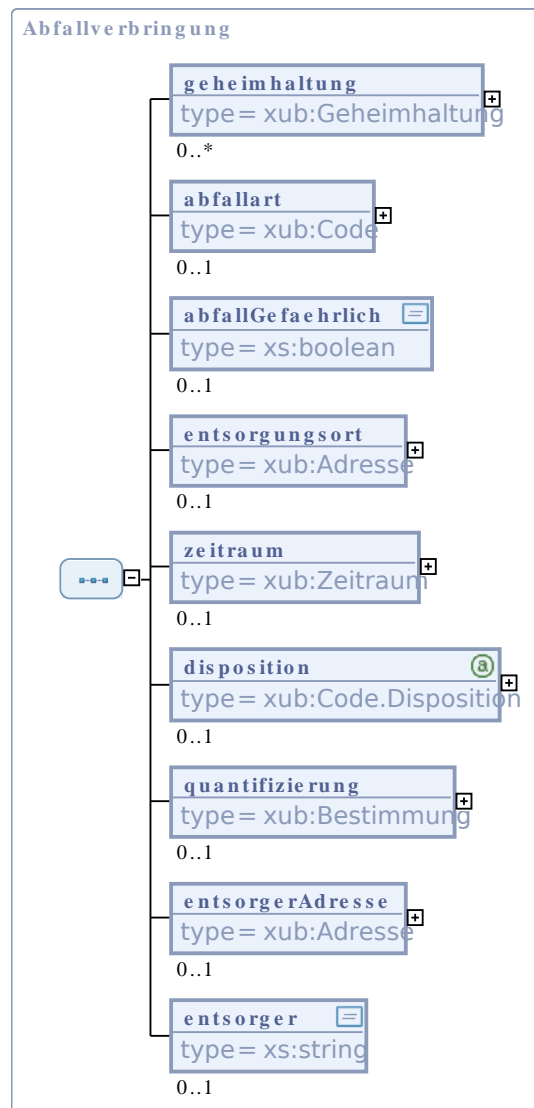 Abfallverbringung
geheimhaltung
type= xub:Geheimhaltung
0..*
abfallart
type= xub:Code
0..1
abfallGefaehrlich
type= xs:boolean
0..1
entsorgungsort
type= xub:Adresse
0..1
zeitraum
type= xub:Zeitraum
0..1
disposition a
type= xub:Code.Disposition
0..1
quantifizierung
type= xub:Bestimmung
0..1
entsorgerAdresse
type= xub:Adresse
0..1
entsorger
type= xs:string
0..1